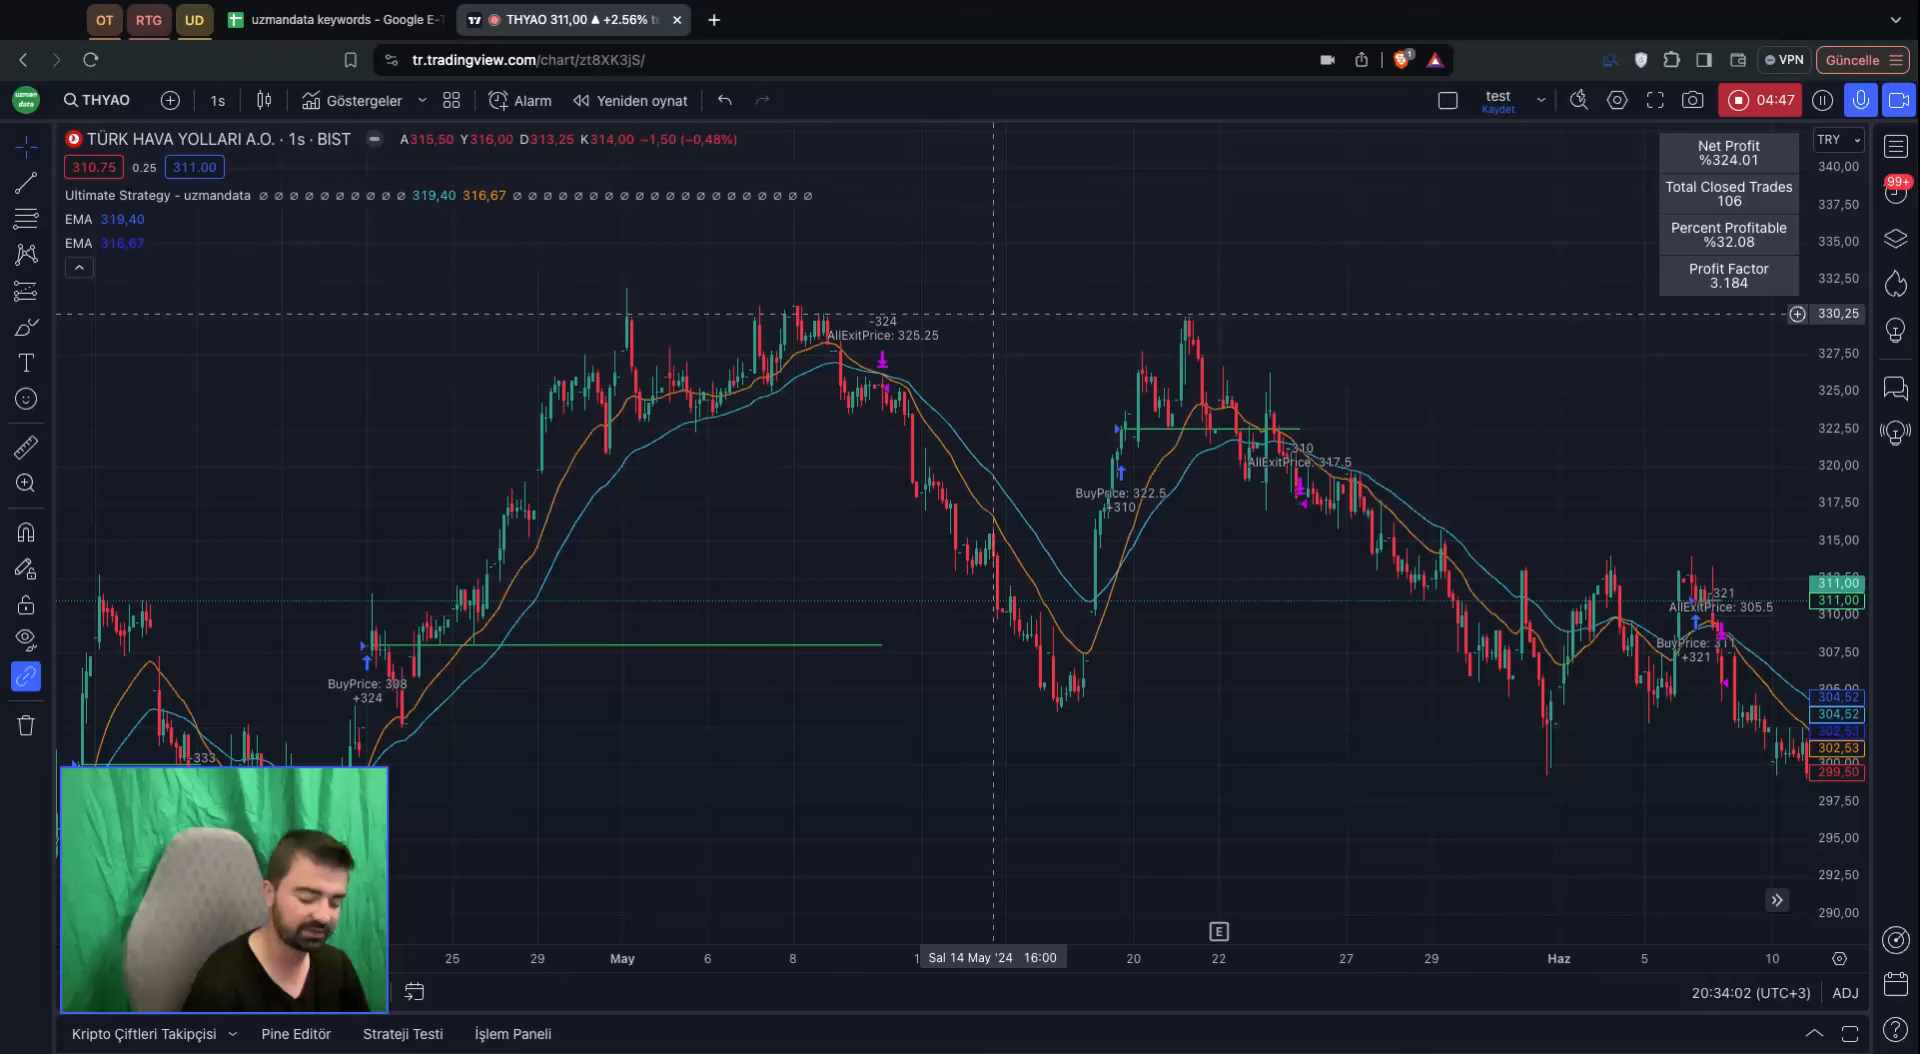 OT
RTG
UD
uzmandata keywords - Google E-T
THYAO 311,00 ▲ +2.56% te
tr.tradingview.com/chart/zt8XK3jS/
1
VPN
Güncelle
uzman data
THYAO
1s
Göstergeler
Alarm
Yeniden oynat
test
Kaydet
04:47
TÜRK HAVA YOLLARI A.O. · 1s · BIST
A315,50 Y316,00 D313,25 K314,00 −1,50 (−0,48%)
310.75 0.25 311.00
Ultimate Strategy - uzmandata ∅ ∅ ∅ ∅ ∅ ∅ ∅ ∅ ∅ ∅ 319,40 316,67 ∅ ∅ ∅ ∅ ∅ ∅ ∅ ∅ ∅ ∅ ∅ ∅ ∅ ∅ ∅ ∅ ∅ ∅ ∅ ∅
EMA 319,40
EMA 316,67
Net Profit
%324.01
Total Closed Trades
106
Percent Profitable
%32.08
Profit Factor
3.184
TRY
99+
340,00
337,50
335,00
332,50
330,25
327,50
325,00
322,50
320,00
317,50
315,00
311,00
311,00
310,00
307,50
304,52
304,52
302,53
302,53
300,00
299,50
297,50
295,00
292,50
290,00
-324
AllExitPrice: 325.25
BuyPrice: 308
+324
-333
BuyPrice: 322.5
+310
-310
AllExitPrice: 317.5
-321
AllExitPrice: 305.5
BuyPrice: 311
+321
E
25
29
May
6
8
Sal 14 May '24 16:00
20
22
27
29
Haz
5
10
20:34:02 (UTC+3)
ADJ
Kripto Çiftleri Takipçisi
Pine Editör
Strateji Testi
İşlem Paneli